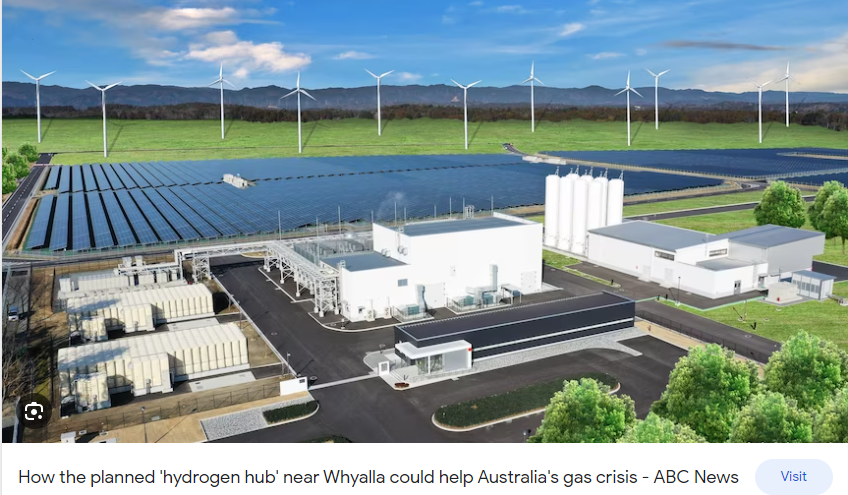 How the planned 'hydrogen hub' near Whyalla could help Australia's gas crisis - ABC News
Visit